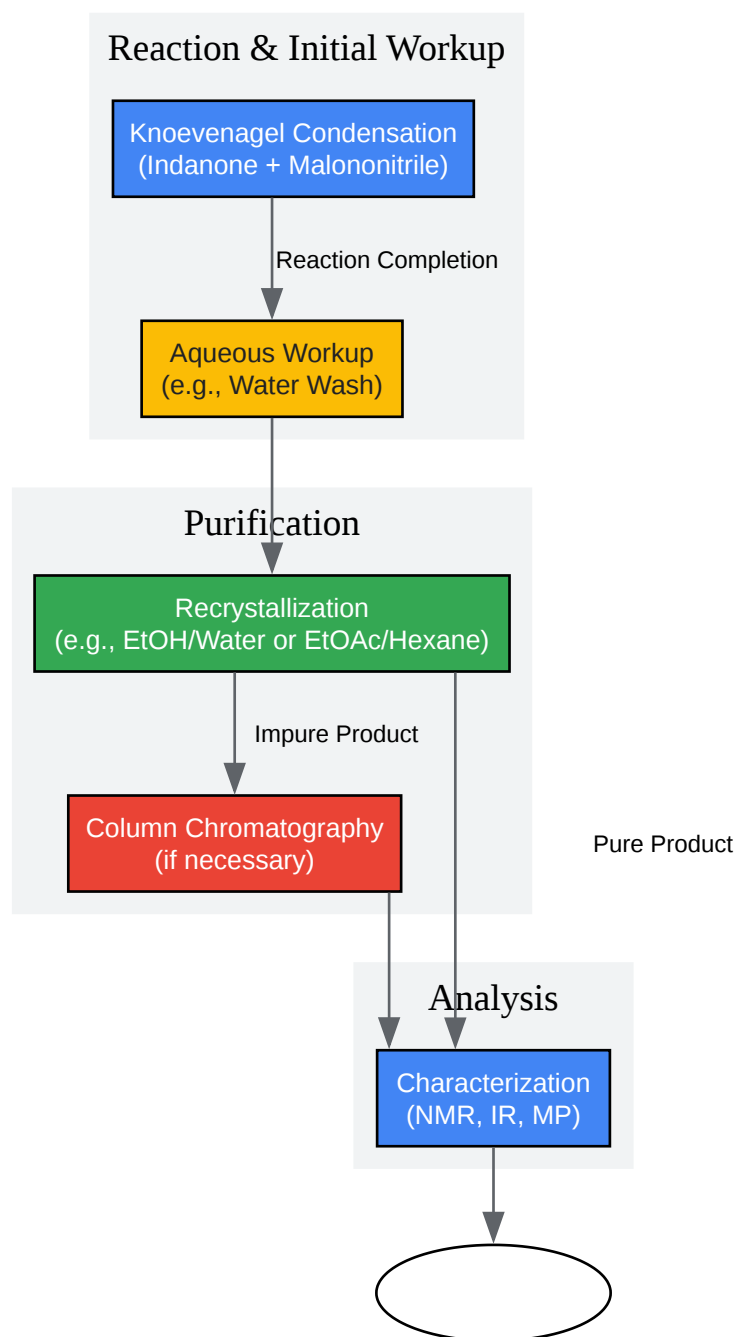 Reaction & Initial Workup
Knoevenagel Condensation
(Indanone + Malononitrile)
Reaction Completion
Aqueous Workup
(e.g., Water Wash)
Purification
Recrystallization
(e.g., EtOH/Water or EtOAc/Hexane)
Impure Product
Column Chromatography
(if necessary)
Pure Product
Analysis
Characterization
(NMR, IR, MP)